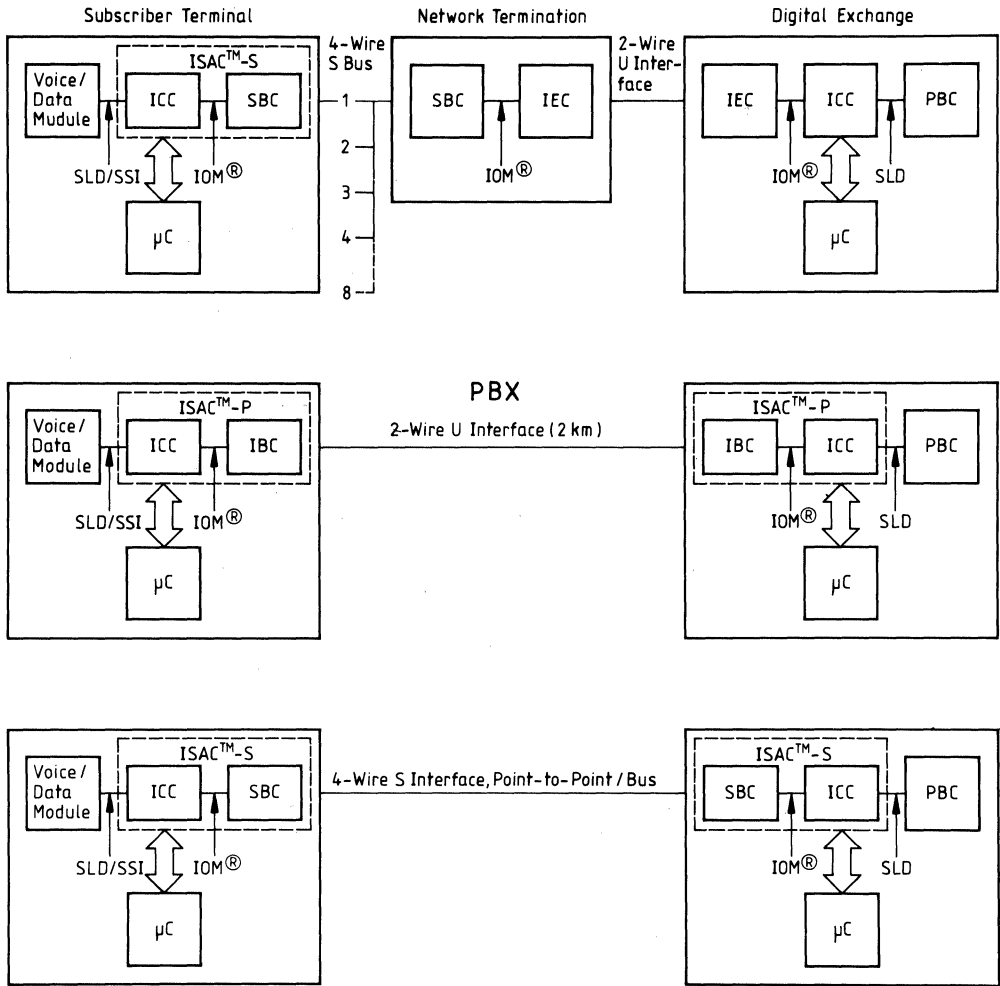 Subscriber Terminal
Network Termination
Digital Exchange
ISAC™-S
Voice/
Data
Mudule
ICC
SBC
SLD/SSI
IOM®
µC
4-Wire
S Bus
1
2
3
4
8
SBC
IEC
IOM®
2-Wire
U Inter-
face
IEC
ICC
PBC
IOM®
SLD
µC
PBX
ISAC™-P
Voice/
Data
Module
ICC
IBC
SLD/SSI
IOM®
µC
2-Wire U Interface (2 km)
ISAC™-P
IBC
ICC
PBC
IOM®
SLD
µC
ISAC™-S
Voice/
Data
Module
ICC
SBC
SLD/SSI
IOM®
µC
4-Wire S Interface, Point-to-Point / Bus
ISAC™-S
SBC
ICC
PBC
IOM®
SLD
µC